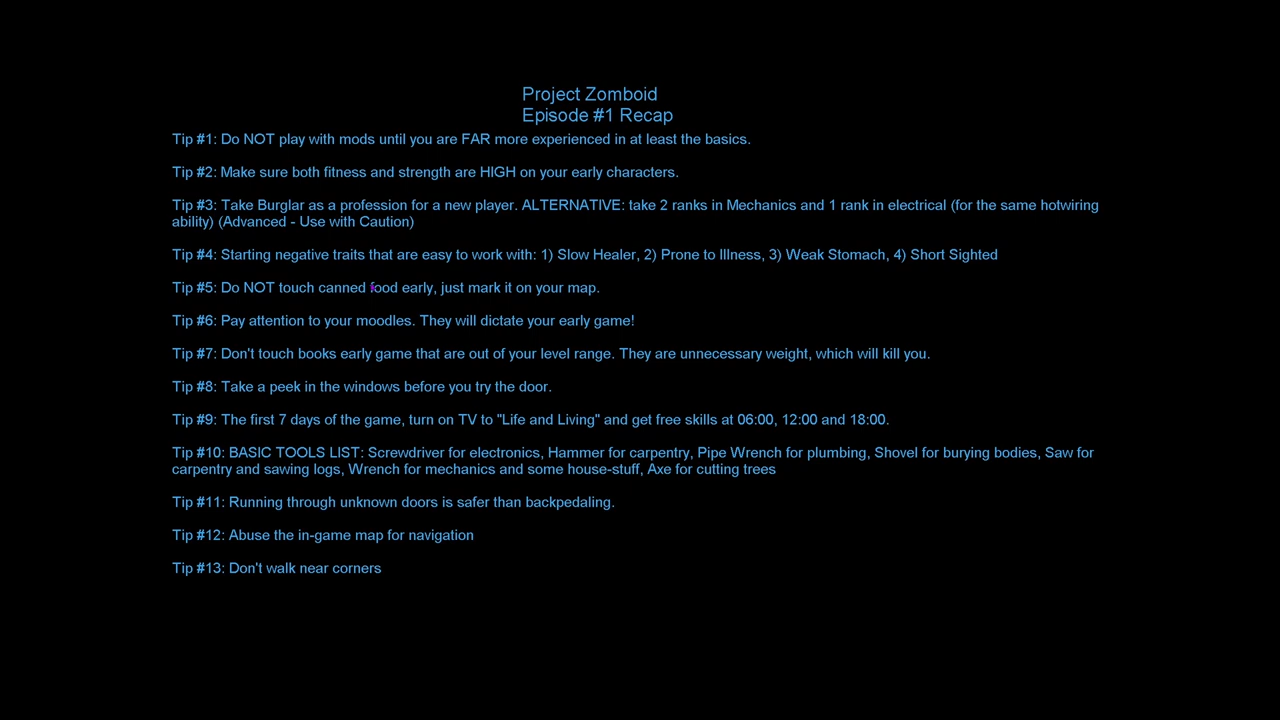 Project Zomboid
Episode #1 Recap
Tip #1: Do NOT play with mods until you are FAR more experienced in at least the basics.
Tip #2: Make sure both fitness and strength are HIGH on your early characters.
Tip #3: Take Burglar as a profession for a new player. ALTERNATIVE: take 2 ranks in Mechanics and 1 rank in electrical (for the same hotwiring
ability) (Advanced - Use with Caution)
Tip #4: Starting negative traits that are easy to work with: 1) Slow Healer, 2) Prone to Illness, 3) Weak Stomach, 4) Short Sighted
Tip #5: Do NOT touch canned food early, just mark it on your map.
Tip #6: Pay attention to your moodles. They will dictate your early game!
Tip #7: Don't touch books early game that are out of your level range. They are unnecessary weight, which will kill you.
Tip #8: Take a peek in the windows before you try the door.
Tip #9: The first 7 days of the game, turn on TV to "Life and Living" and get free skills at 06:00, 12:00 and 18:00.
Tip #10: BASIC TOOLS LIST: Screwdriver for electronics, Hammer for carpentry, Pipe Wrench for plumbing, Shovel for burying bodies, Saw for
carpentry and sawing logs, Wrench for mechanics and some house-stuff, Axe for cutting trees
Tip #11: Running through unknown doors is safer than backpedaling.
Tip #12: Abuse the in-game map for navigation
Tip #13: Don't walk near corners